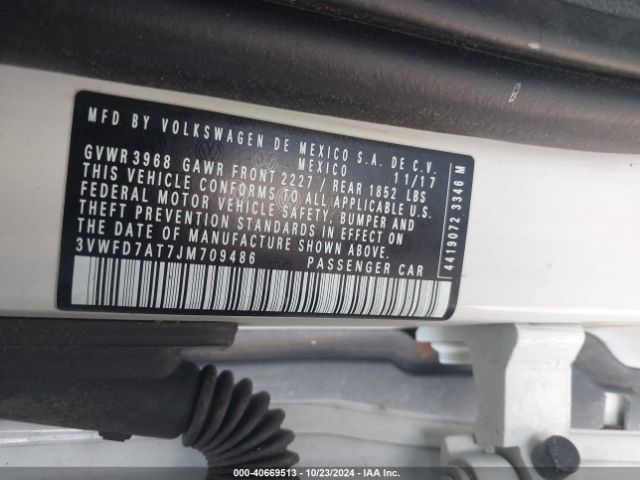 MFD BY VOLKSWAGEN DE MEXICO S.A. DE C.V.
MEXICO
GVWR 3968 GAWR FRONT 2227 / REAR 1852 LBS 11/17
THIS VEHICLE CONFORMS TO ALL APPLICABLE U.S.
FEDERAL MOTOR VEHICLE SAFETY, BUMPER AND
THEFT PREVENTION STANDARDS IN EFFECT ON
THE DATE OF MANUFACTURE SHOWN ABOVE.
3VWFD7AT7JM709486 PASSENGER CAR
4419072 3346 M
000-40669513 - 10/23/2024 - IAA Inc.